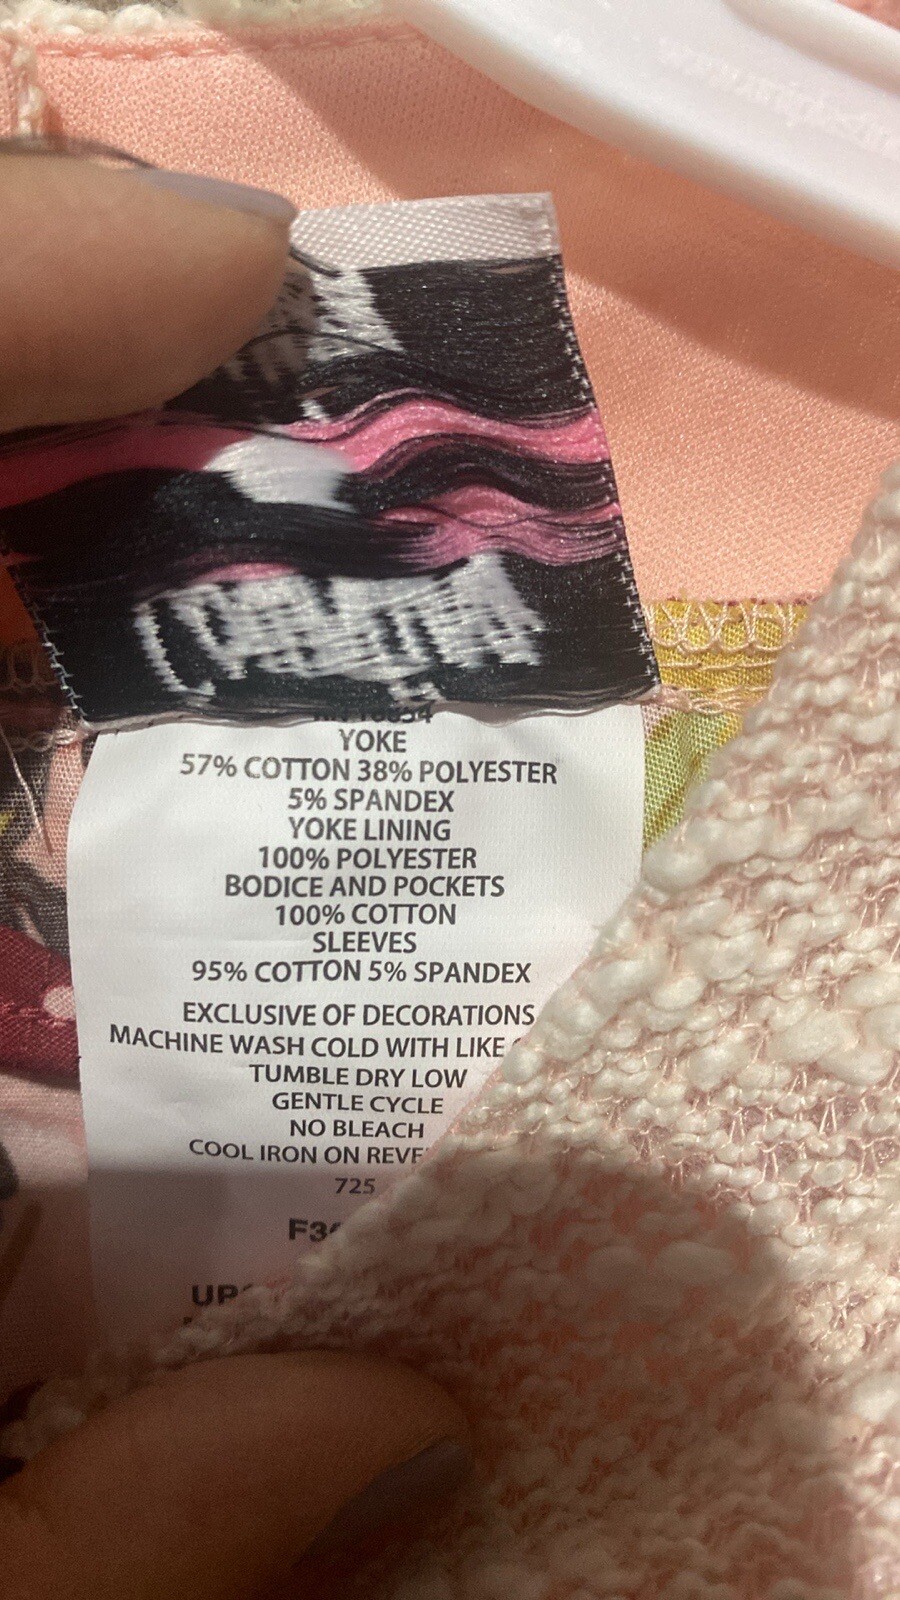 YOKE
57% COTTON 38% POLYESTER
5% SPANDEX
YOKE LINING
100% POLYESTER
BODICE AND POCKETS
100% COTTON
SLEEVES
95% COTTON 5% SPANDEX
EXCLUSIVE OF DECORATIONS
MACHINE WASH COLD WITH LIKE
TUMBLE DRY LOW
GENTLE CYCLE
NO BLEACH
COOL IRON ON
725